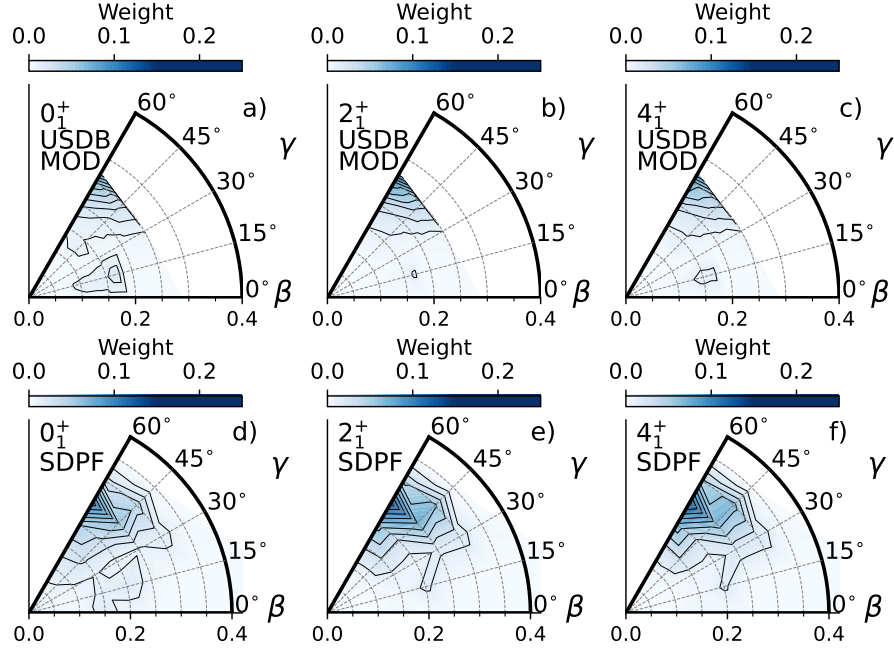 Weight Weight Weight
0.0 0.1 0.2 0.0 0.1 0.2 0.0 0.1 0.2
0₁⁺ 60° a) 2₁⁺ 60° b) 4₁⁺ 60° c)
USDB 45° γ USDB 45° γ USDB 45° γ
MOD MOD MOD
30° 30° 30°
15° 15° 15°
0° β 0° β 0° β
0.0 0.2 0.4 0.0 0.2 0.4 0.0 0.2 0.4
Weight Weight Weight
0.0 0.1 0.2 0.0 0.1 0.2 0.0 0.1 0.2
0₁⁺ 60° d) 2₁⁺ 60° e) 4₁⁺ 60° f)
SDPF 45° γ SDPF 45° γ SDPF 45° γ
30° 30° 30°
15° 15° 15°
0° β 0° β 0° β
0.0 0.2 0.4 0.0 0.2 0.4 0.0 0.2 0.4